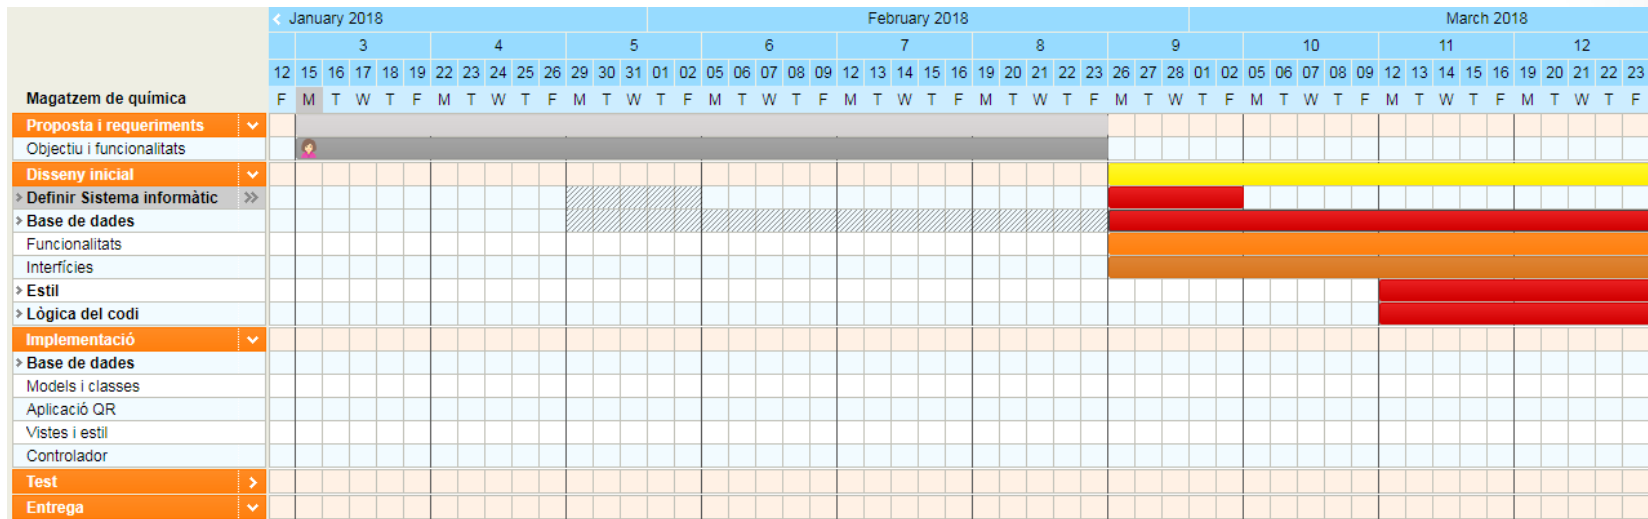 January 2018 February 2018 March 2018
3 4 5 6 7 8 9 10 11 12
12 15 16 17 18 19 22 23 24 25 26 29 30 31 01 02 05 06 07 08 09 12 13 14 15 16 19 20 21 22 23 26 27 28 01 02 05 06 07 08 09 12 13 14 15 16 19 20 21 22 23
Magatzem de química F M T W T F M T W T F M T W T F M T W T F M T W T F M T W T F M T W T F M T W T F M T W T F M T W T F
Proposta i requeriments
Objectiu i funcionalitats
Disseny inicial
Definir Sistema informàtic
Base de dades
Funcionalitats
Interfícies
Estil
Lògica del codi
Implementació
Base de dades
Models i classes
Aplicació QR
Vistes i estil
Controlador
Test
Entrega